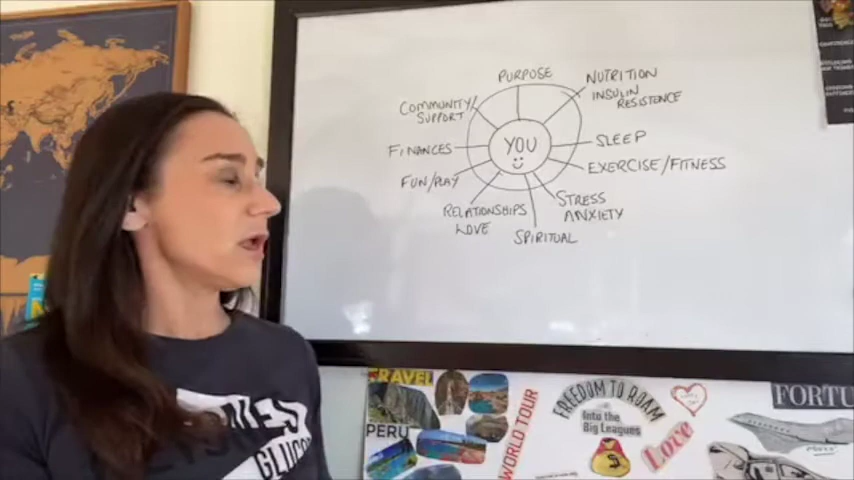 PURPOSE
NUTRITION
INSULIN
RESISTANCE
COMMUNITY/
SUPPORT
SLEEP
FINANCES
YOU
EXERCISE/FITNESS
FUN/PLAY
STRESS
ANXIETY
RELATIONSHIPS
LOVE
SPIRITUAL
TRAVEL
PERU
WORLD TOUR
FREEDOM TO ROAM
Into the
Big Leagues
Love